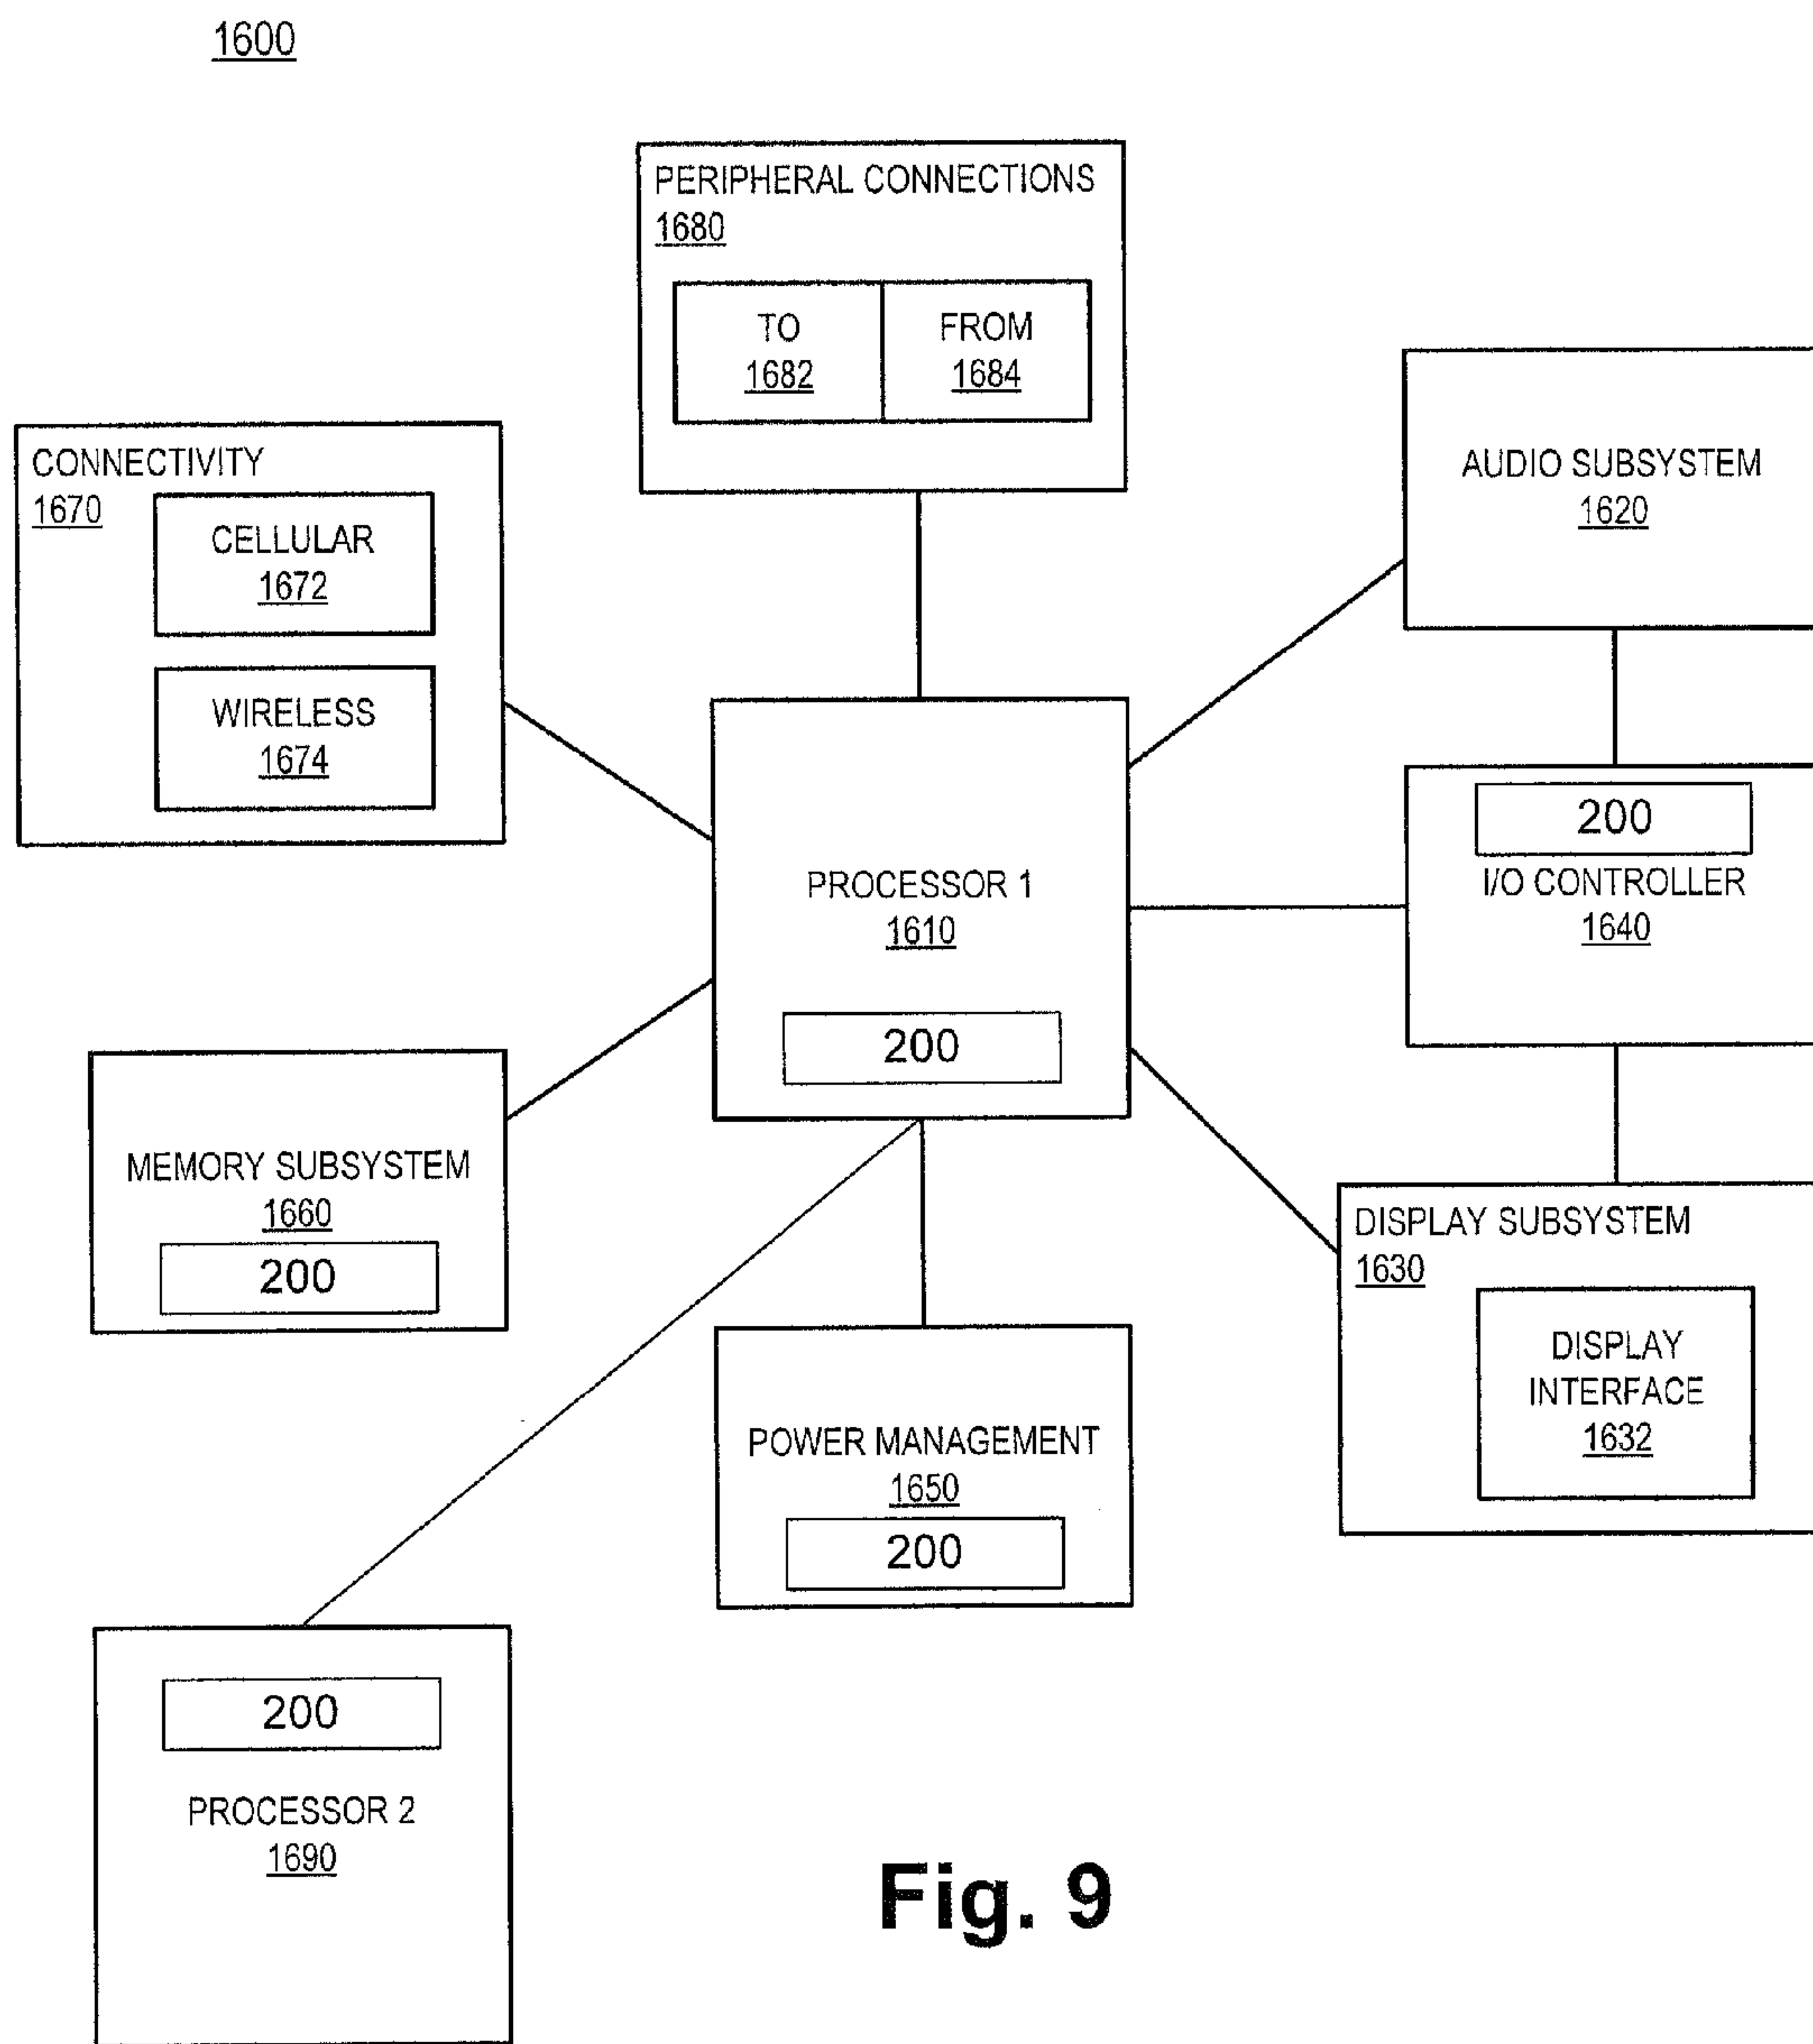 1600
PERIPHERAL CONNECTIONS
1680
TO
1682
FROM
1684
CONNECTIVITY
1670
CELLULAR
1672
WIRELESS
1674
AUDIO SUBSYSTEM
1620
PROCESSOR 1
1610
200
200
I/O CONTROLLER
1640
MEMORY SUBSYSTEM
1660
200
DISPLAY SUBSYSTEM
1630
DISPLAY
INTERFACE
1632
POWER MANAGEMENT
1650
200
200
PROCESSOR 2
1690
Fig. 9